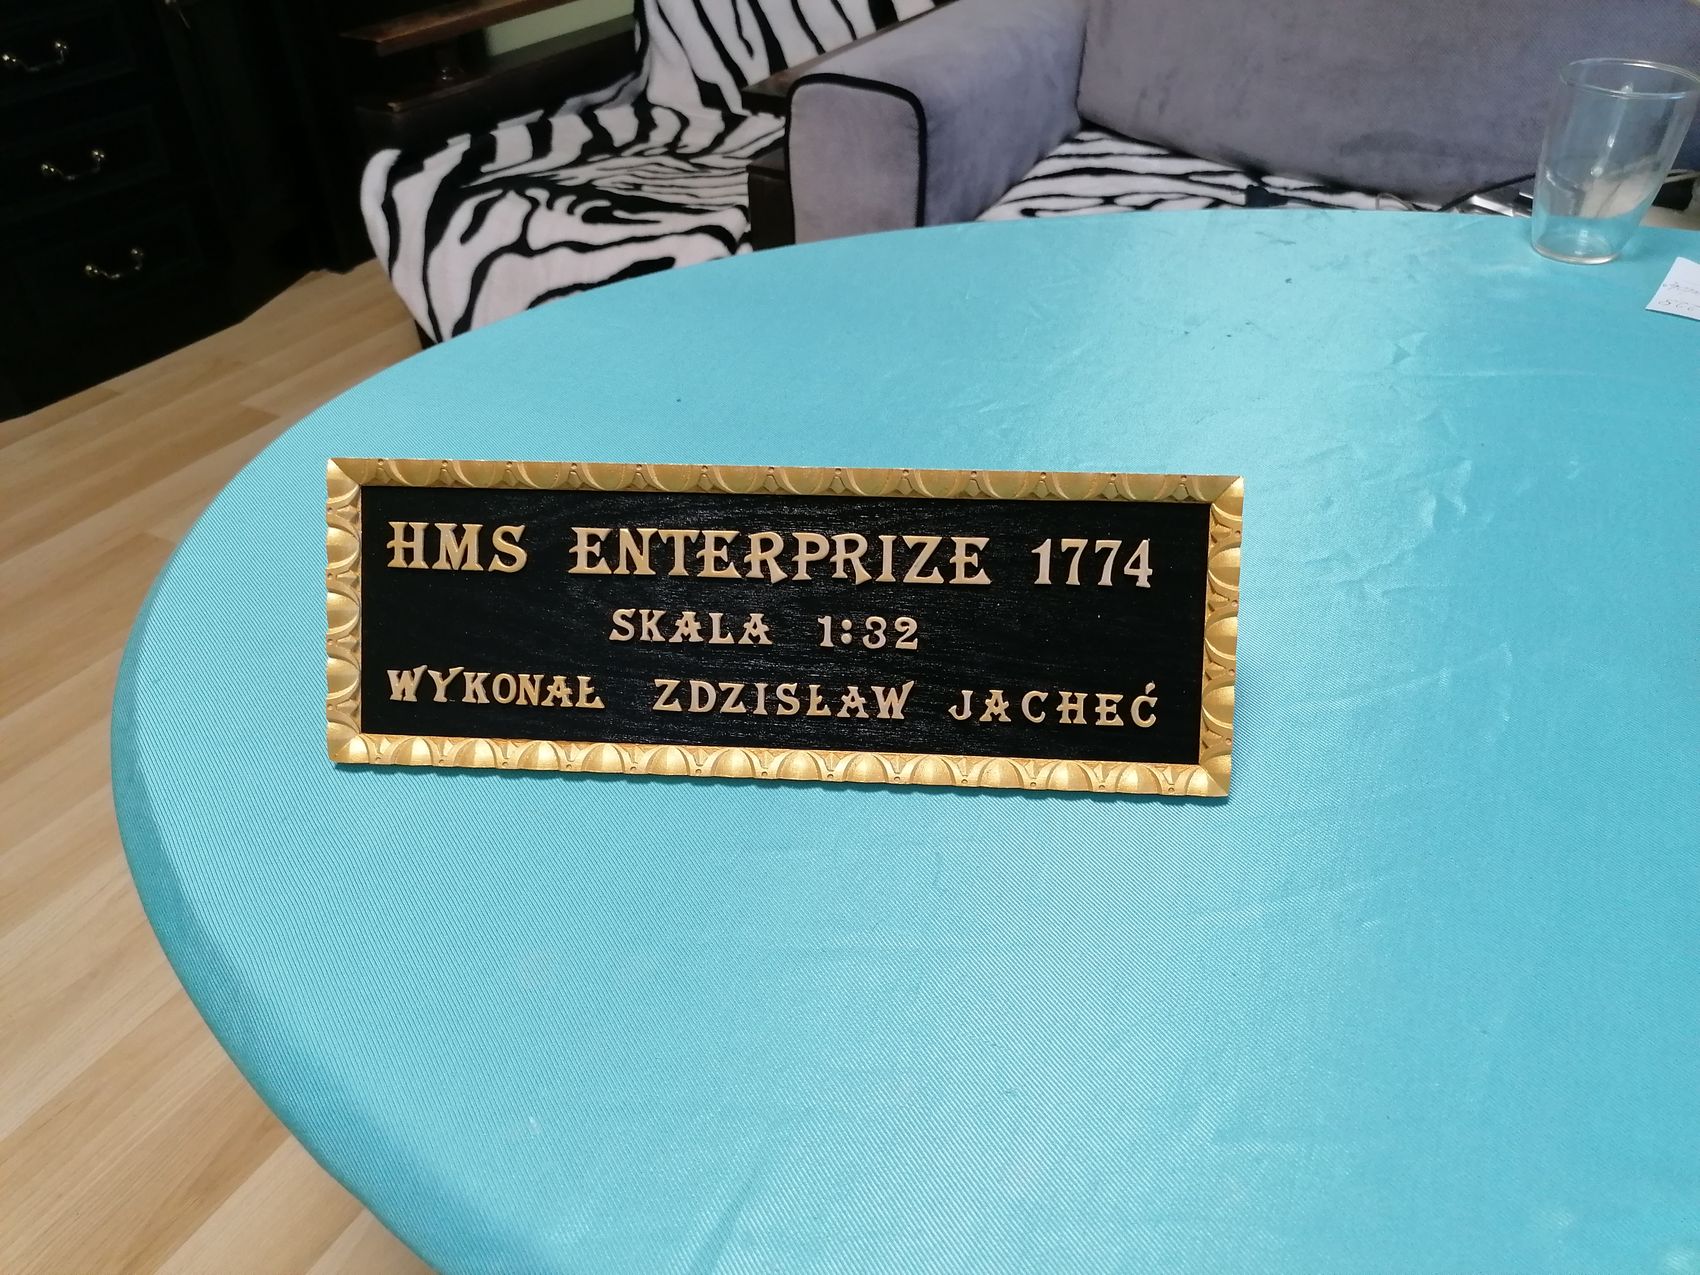 HMS ENTERPRIZE 1774
SKALA 1:32
WYKONAŁ ZDZISŁAW JACHEĆ